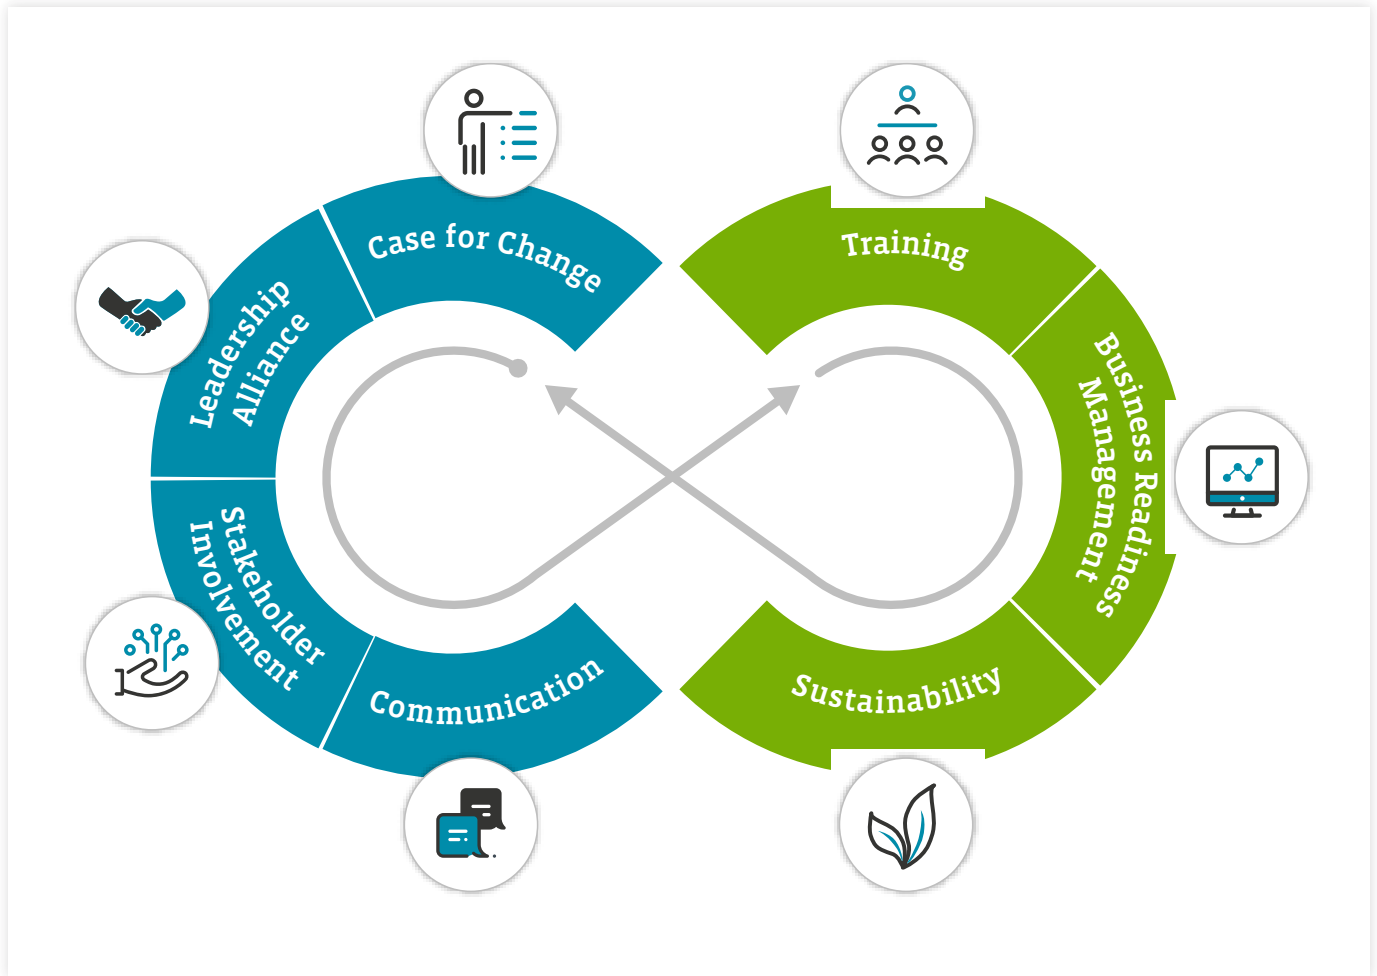 Case for Change
Leadership
Alliance
Stakeholder
Involvement
Communication
Training
Business Readiness
Management
Sustainability